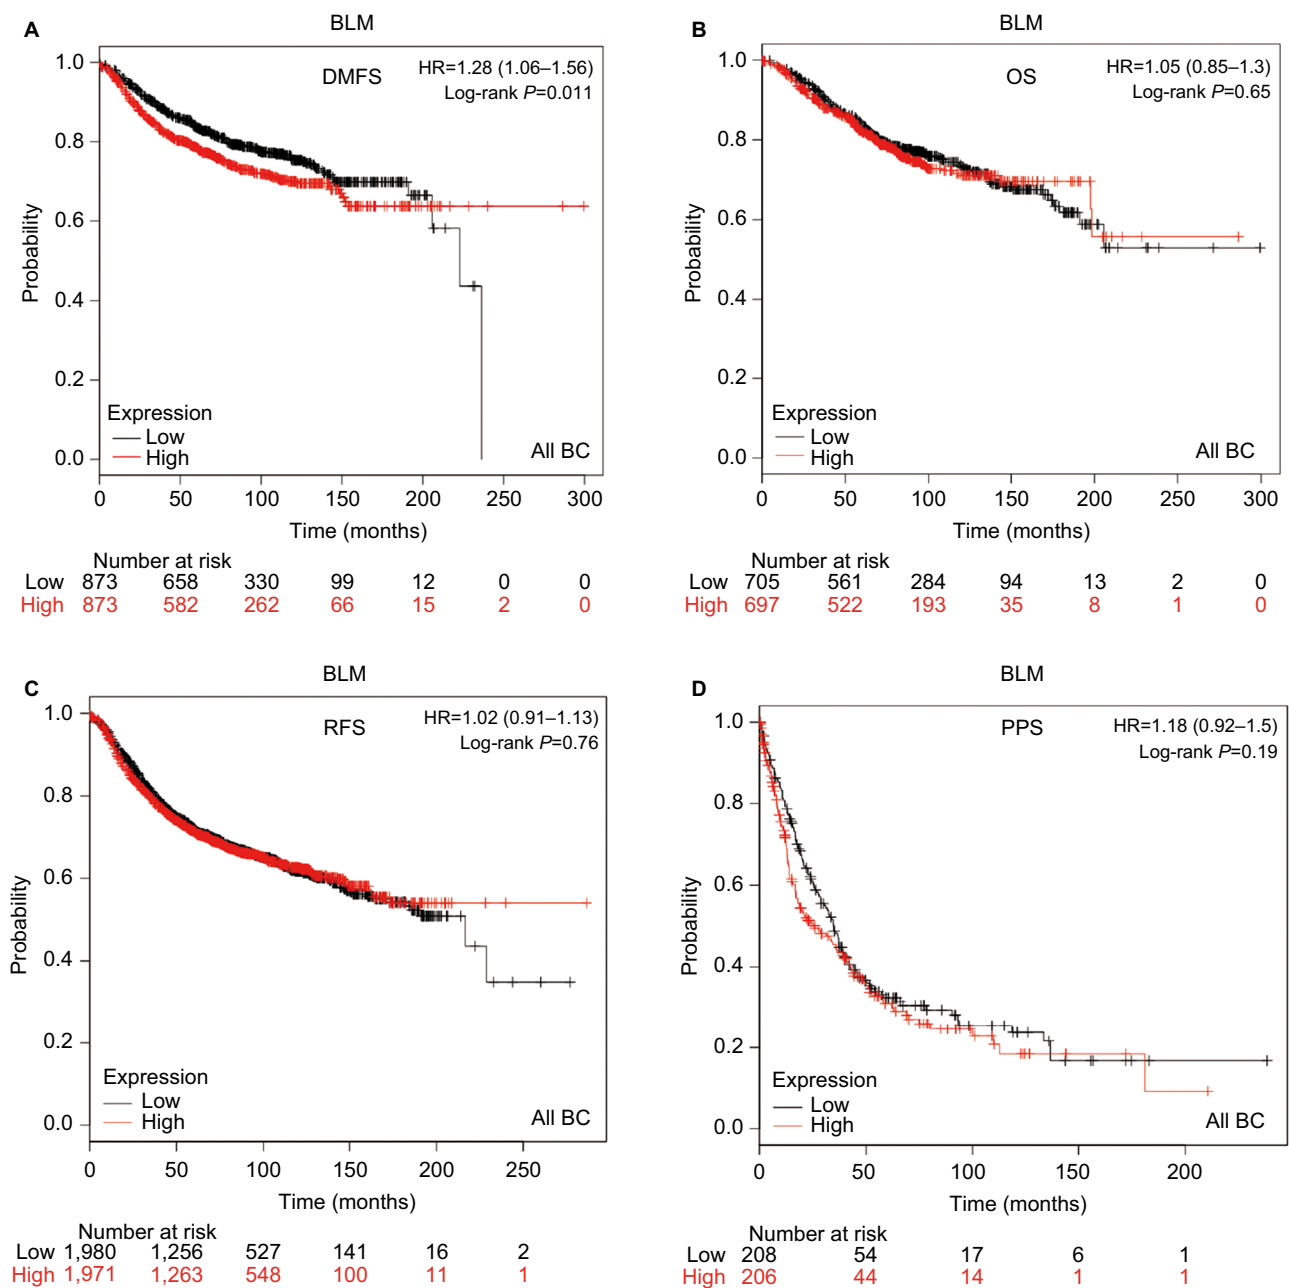 A
BLM
DMFS
HR=1.28 (1.06–1.56)
Log-rank P=0.011
Probability
1.0
0.8
0.6
0.4
0.2
0.0
Expression
Low
High
All BC
0 50 100 150 200 250 300
Time (months)
Number at risk
Low 873 658 330 99 12 0 0
High 873 582 262 66 15 2 0
B
BLM
OS
HR=1.05 (0.85–1.3)
Log-rank P=0.65
Probability
1.0
0.8
0.6
0.4
0.2
0.0
Expression
Low
High
All BC
0 50 100 150 200 250 300
Time (months)
Number at risk
Low 705 561 284 94 13 2 0
High 697 522 193 35 8 1 0
C
BLM
RFS
HR=1.02 (0.91–1.13)
Log-rank P=0.76
Probability
1.0
0.8
0.6
0.4
0.2
0.0
Expression
Low
High
All BC
0 50 100 150 200 250
Time (months)
Number at risk
Low 1,980 1,256 527 141 16 2
High 1,971 1,263 548 100 11 1
D
BLM
PPS
HR=1.18 (0.92–1.5)
Log-rank P=0.19
Probability
1.0
0.8
0.6
0.4
0.2
0.0
Expression
Low
High
All BC
0 50 100 150 200
Time (months)
Number at risk
Low 208 54 17 6 1
High 206 44 14 1 1